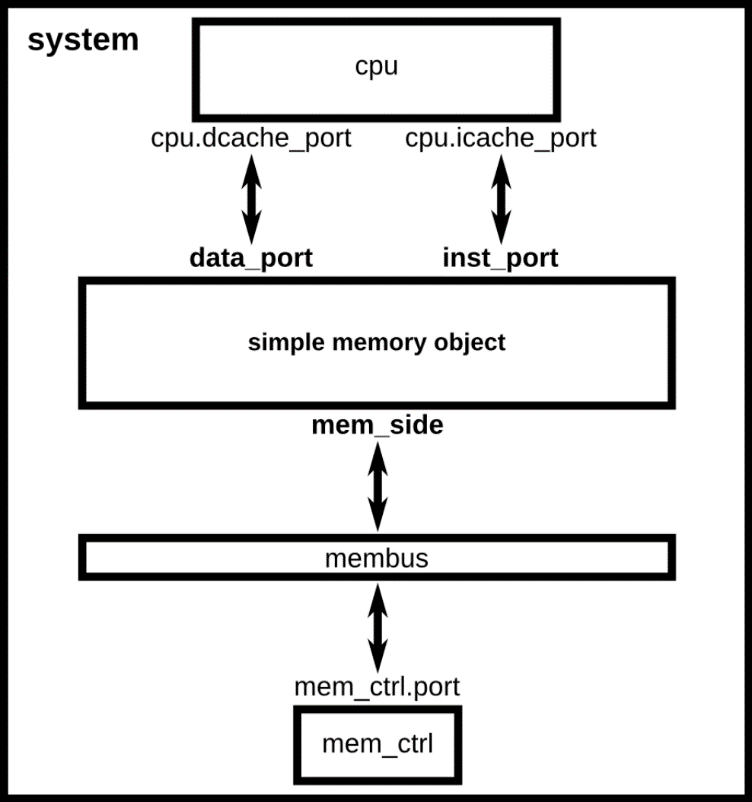 system
cpu
cpu.dcache_port
cpu.icache_port
data_port
inst_port
simple memory object
mem_side
membus
mem_ctrl.port
mem_ctrl